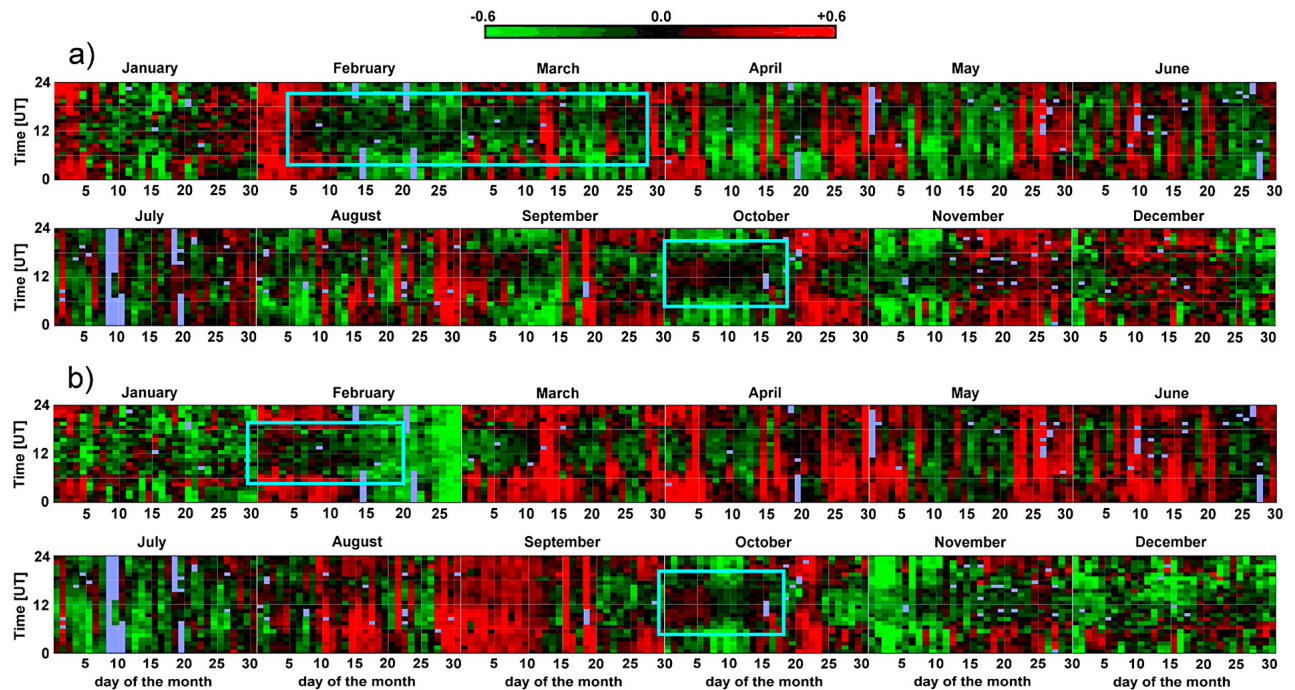 -0.6 0.0 +0.6
a)
January February March April May June
Time [UT]
24
12
0
5 10 15 20 25 30 5 10 15 20 25 5 10 15 20 25 30 5 10 15 20 25 30 5 10 15 20 25 30 5 10 15 20 25 30
July August September October November December
Time [UT]
24
12
0
5 10 15 20 25 30 5 10 15 20 25 30 5 10 15 20 25 30 5 10 15 20 25 30 5 10 15 20 25 30 5 10 15 20 25 30
b)
January February March April May June
Time [UT]
24
12
0
5 10 15 20 25 30 5 10 15 20 25 5 10 15 20 25 30 5 10 15 20 25 30 5 10 15 20 25 30 5 10 15 20 25 30
July August September October November December
Time [UT]
24
12
0
5 10 15 20 25 30 5 10 15 20 25 30 5 10 15 20 25 30 5 10 15 20 25 30 5 10 15 20 25 30 5 10 15 20 25 30
day of the month day of the month day of the month day of the month day of the month day of the month